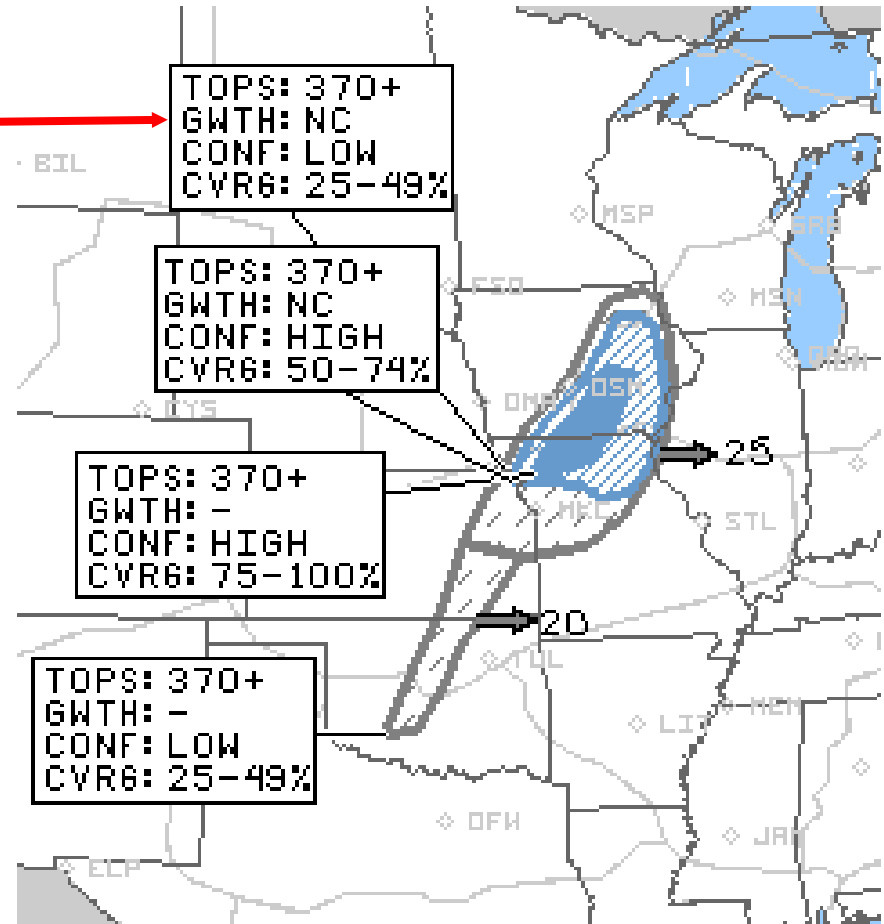 TOPS: 370+
GWTH: NC
CONF: LOW
CVRG: 25-49%
BIL
MSP
GRB
TOPS: 370+
GWTH: NC
CONF: HIGH
CVRG: 50-74%
FSD
MSN
CYS
DSM
TOPS: 370+
GWTH: -
CONF: HIGH
CVRG: 75-100%
25
MKC
STL
20
TUL
TOPS: 370+
GWTH: -
CONF: LOW
CVRG: 25-49%
MEM
LIT
DFW
JAN
ELP